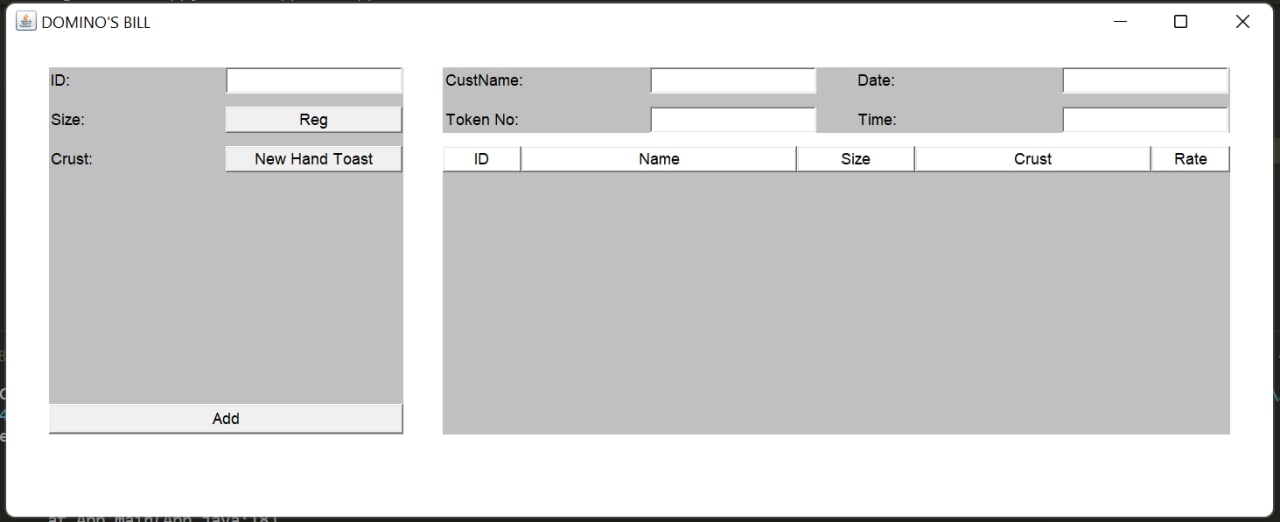 DOMINO'S BILL
ID:
Size: Reg
Crust: New Hand Toast
Add
CustName: Date:
Token No: Time:
ID Name Size Crust Rate
at App.main(App.java:18)